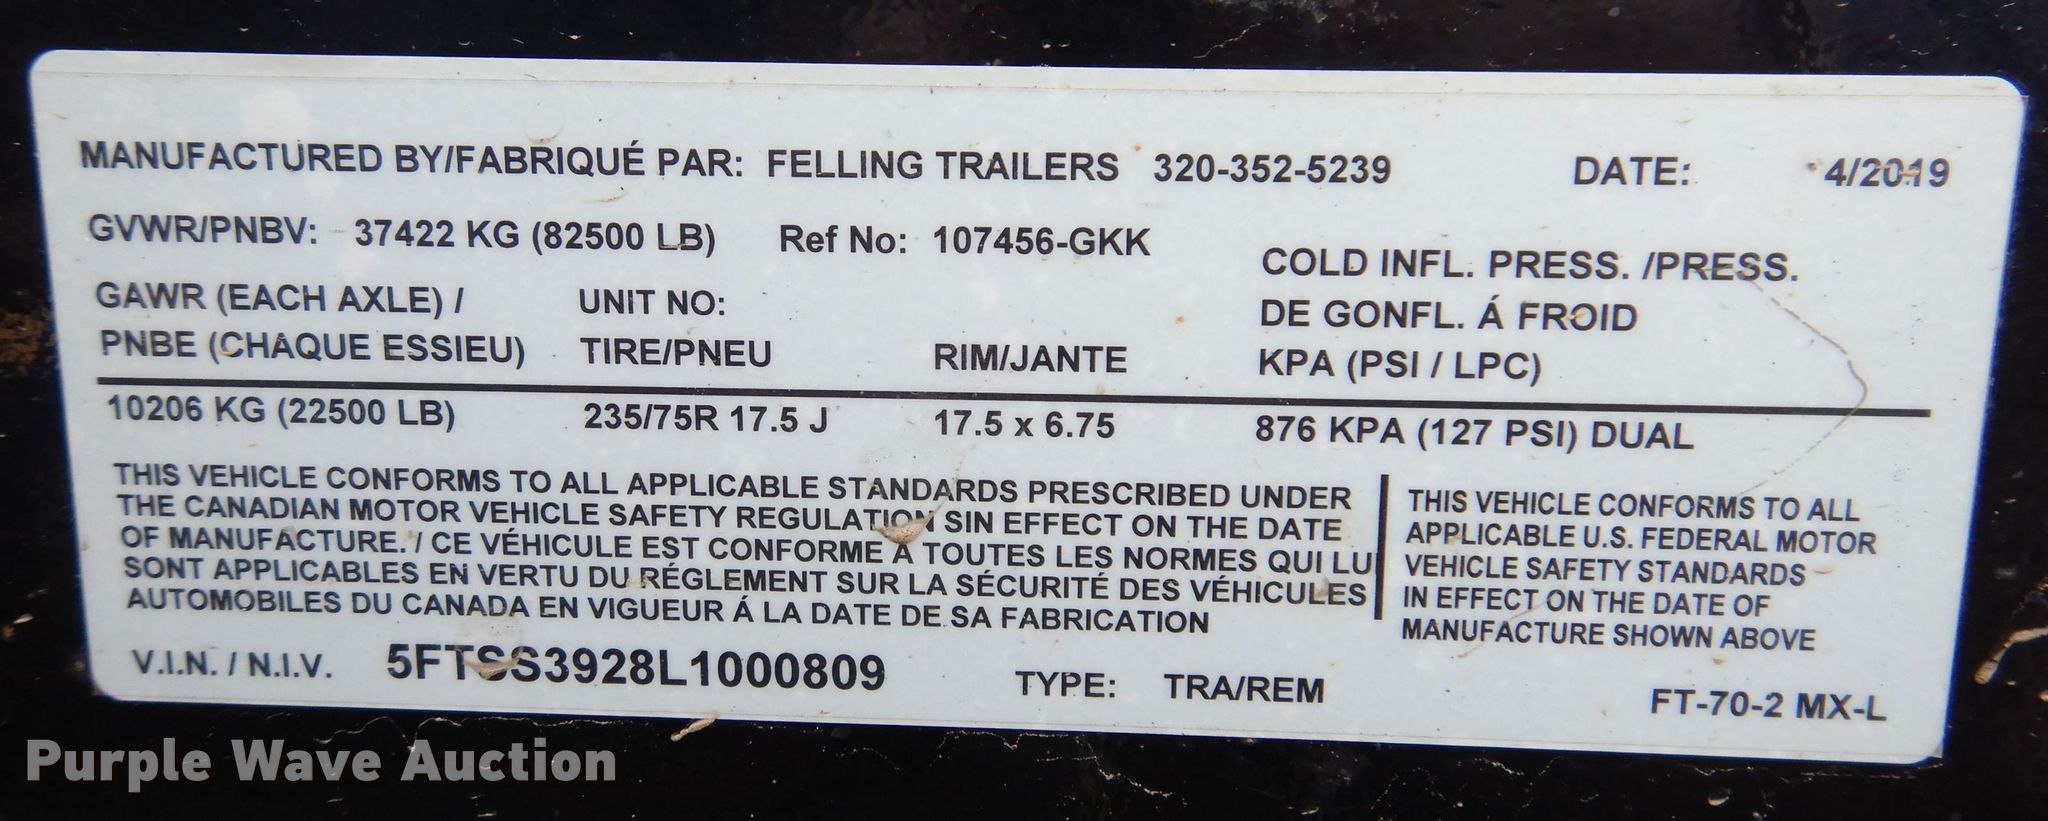 MANUFACTURED BY/FABRIQUÉ PAR: FELLING TRAILERS 320-352-5239 DATE: 4/2019
GVWR/PNBV: 37422 KG (82500 LB) Ref No: 107456-GKK
COLD INFL. PRESS. /PRESS.
GAWR (EACH AXLE) / UNIT NO:
DE GONFL. Á FROID
PNBE (CHAQUE ESSIEU) TIRE/PNEU RIM/JANTE KPA (PSI / LPC)
10206 KG (22500 LB) 235/75R 17.5 J 17.5 x 6.75 876 KPA (127 PSI) DUAL
THIS VEHICLE CONFORMS TO ALL APPLICABLE STANDARDS PRESCRIBED UNDER
THE CANADIAN MOTOR VEHICLE SAFETY REGULATION SIN EFFECT ON THE DATE
OF MANUFACTURE. / CE VÉHICULE EST CONFORME Á TOUTES LES NORMES QUI LU
SONT APPLICABLES EN VERTU DU RÉGLEMENT SUR LA SÉCURITÉ DES VÉHICULES
AUTOMOBILES DU CANADA EN VIGUEUR Á LA DATE DE SA FABRICATION
THIS VEHICLE CONFORMS TO ALL
APPLICABLE U.S. FEDERAL MOTOR
VEHICLE SAFETY STANDARDS
IN EFFECT ON THE DATE OF
MANUFACTURE SHOWN ABOVE
V.I.N. / N.I.V. 5FTSS3928L1000809 TYPE: TRA/REM FT-70-2 MX-L
Purple Wave Auction